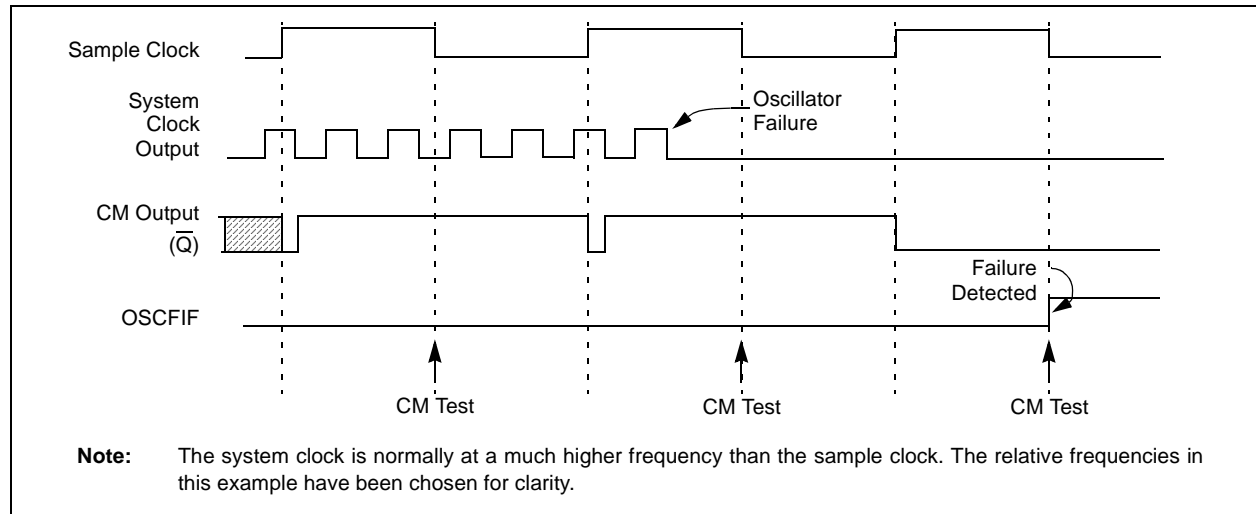 Sample Clock
System
Clock
Output
Oscillator
Failure
CM Output
(Q̅)
Failure
Detected
OSCFIF
CM Test
CM Test
CM Test
Note: The system clock is normally at a much higher frequency than the sample clock. The relative frequencies in
this example have been chosen for clarity.